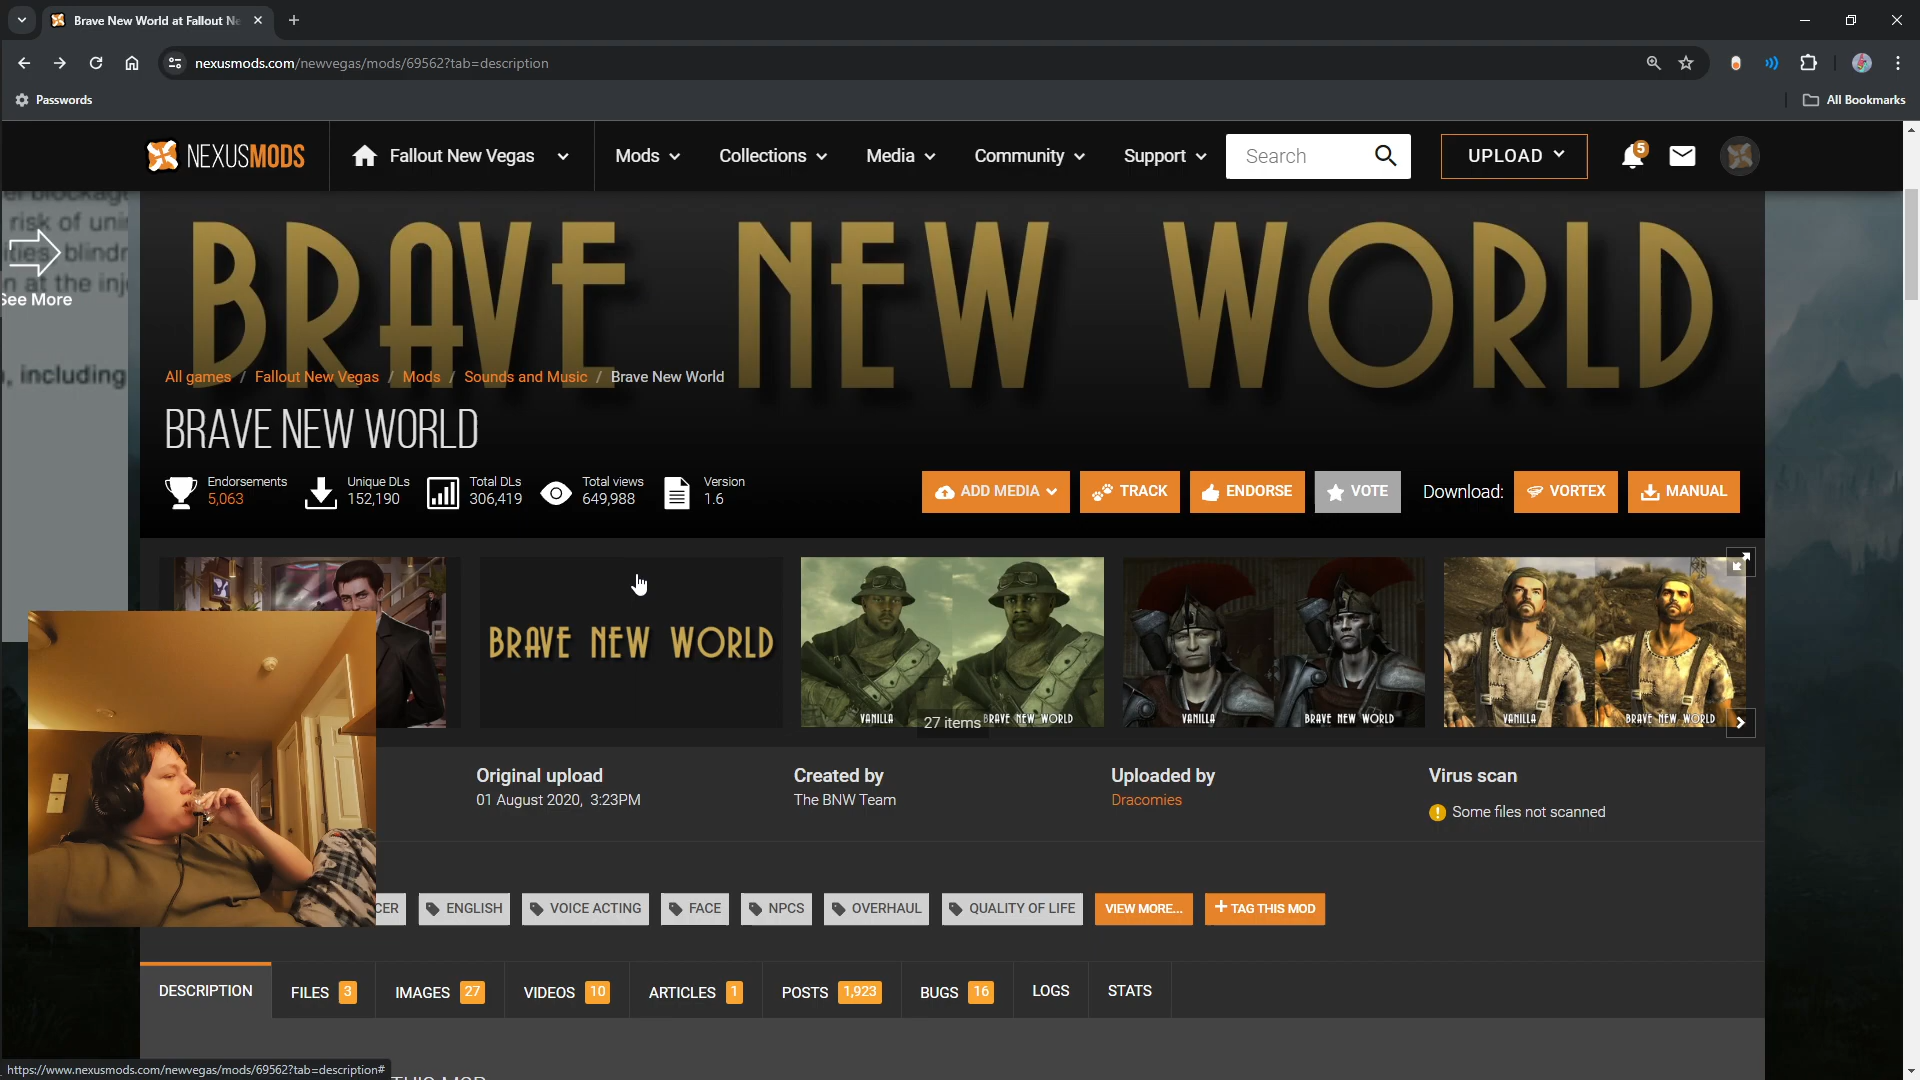 Brave New World at Fallout Ne
nexusmods.com/newvegas/mods/69562?tab=description
Passwords
All Bookmarks
NEXUSMODS
Fallout New Vegas
Mods
Collections
Media
Community
Support
Search
UPLOAD
5
risk of
See More
, including
BRAVE NEW WORLD
All games / Fallout New Vegas / Mods / Sounds and Music / Brave New World
BRAVE NEW WORLD
Endorsements
5,063
Unique DLs
152,190
Total DLs
306,419
Total views
649,988
Version
1.6
ADD MEDIA
TRACK
ENDORSE
VOTE
Download:
VORTEX
MANUAL
BRAVE NEW WORLD
VANILLA
BRAVE NEW WORLD
27 items
VANILLA
BRAVE NEW WORLD
VANILLA
BRAVE NEW WORLD
Original upload
01 August 2020, 3:23PM
Created by
The BNW Team
Uploaded by
Dracomies
Virus scan
Some files not scanned
CER
ENGLISH
VOICE ACTING
FACE
NPCS
OVERHAUL
QUALITY OF LIFE
VIEW MORE...
+ TAG THIS MOD
DESCRIPTION
FILES 3
IMAGES 27
VIDEOS 10
ARTICLES 1
POSTS 1,923
BUGS 16
LOGS
STATS
https://www.nexusmods.com/newvegas/mods/69562?tab=description#